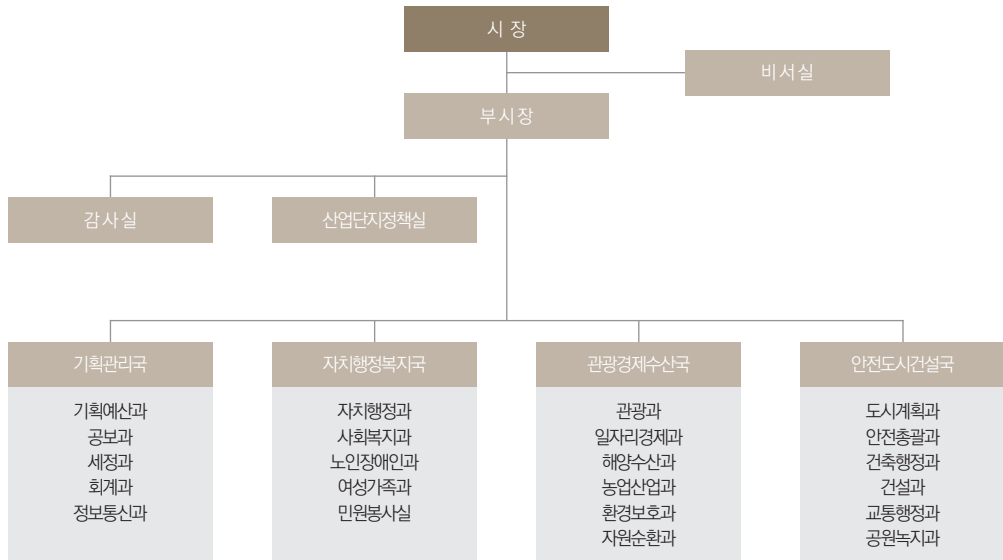 시 장
비서실
부시장
감사실
산업단지정책실
기획관리국
기획예산과
공보과
세정과
회계과
정보통신과
자치행정복지국
자치행정과
사회복지과
노인장애인과
여성가족과
민원봉사실
관광경제수산국
관광과
일자리경제과
해양수산과
농업산업과
환경보호과
자원순환과
안전도시건설국
도시계획과
안전총괄과
건축행정과
건설과
교통행정과
공원녹지과